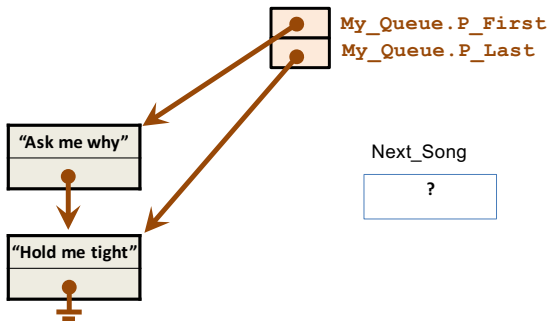 My_Queue.P_First
My_Queue.P_Last
“Ask me why”
Next_Song
?
“Hold me tight”